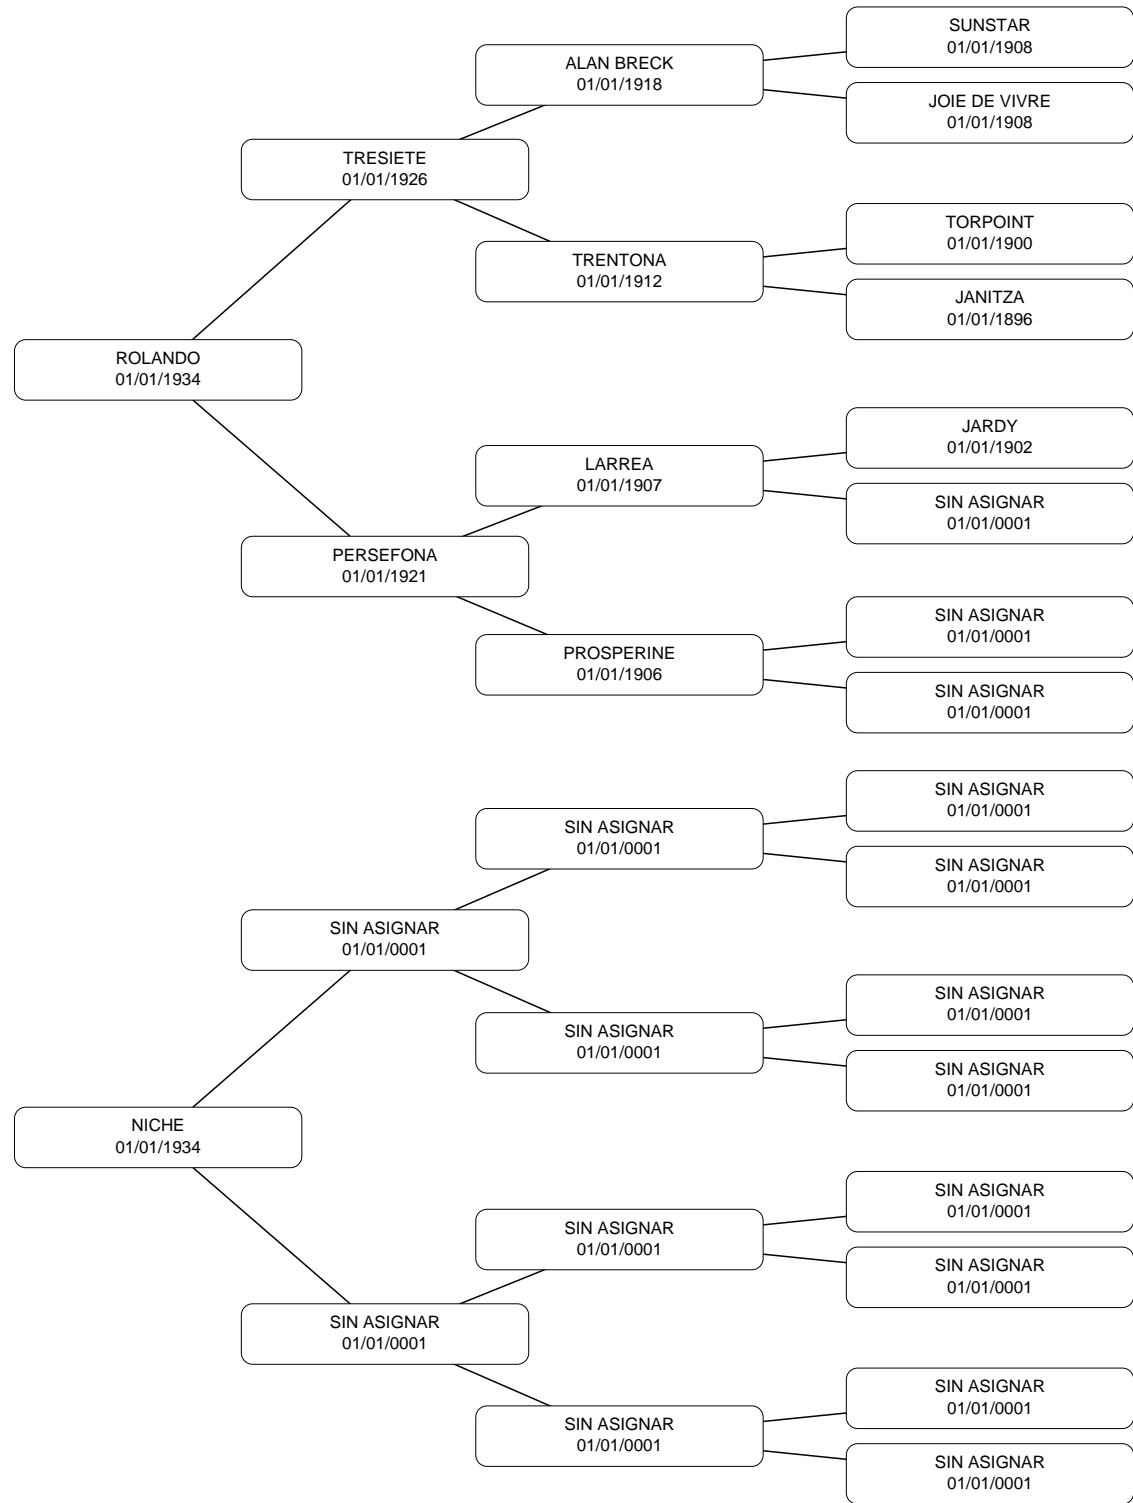 SUNSTAR
01/01/1908
ALAN BRECK
01/01/1918
JOIE DE VIVRE
01/01/1908
TRESIETE
01/01/1926
TORPOINT
01/01/1900
TRENTONA
01/01/1912
JANITZA
01/01/1896
ROLANDO
01/01/1934
JARDY
01/01/1902
LARREA
01/01/1907
SIN ASIGNAR
01/01/0001
PERSEFONA
01/01/1921
SIN ASIGNAR
01/01/0001
PROSPERINE
01/01/1906
SIN ASIGNAR
01/01/0001
SIN ASIGNAR
01/01/0001
SIN ASIGNAR
01/01/0001
SIN ASIGNAR
01/01/0001
SIN ASIGNAR
01/01/0001
SIN ASIGNAR
01/01/0001
SIN ASIGNAR
01/01/0001
SIN ASIGNAR
01/01/0001
NICHE
01/01/1934
SIN ASIGNAR
01/01/0001
SIN ASIGNAR
01/01/0001
SIN ASIGNAR
01/01/0001
SIN ASIGNAR
01/01/0001
SIN ASIGNAR
01/01/0001
SIN ASIGNAR
01/01/0001
SIN ASIGNAR
01/01/0001